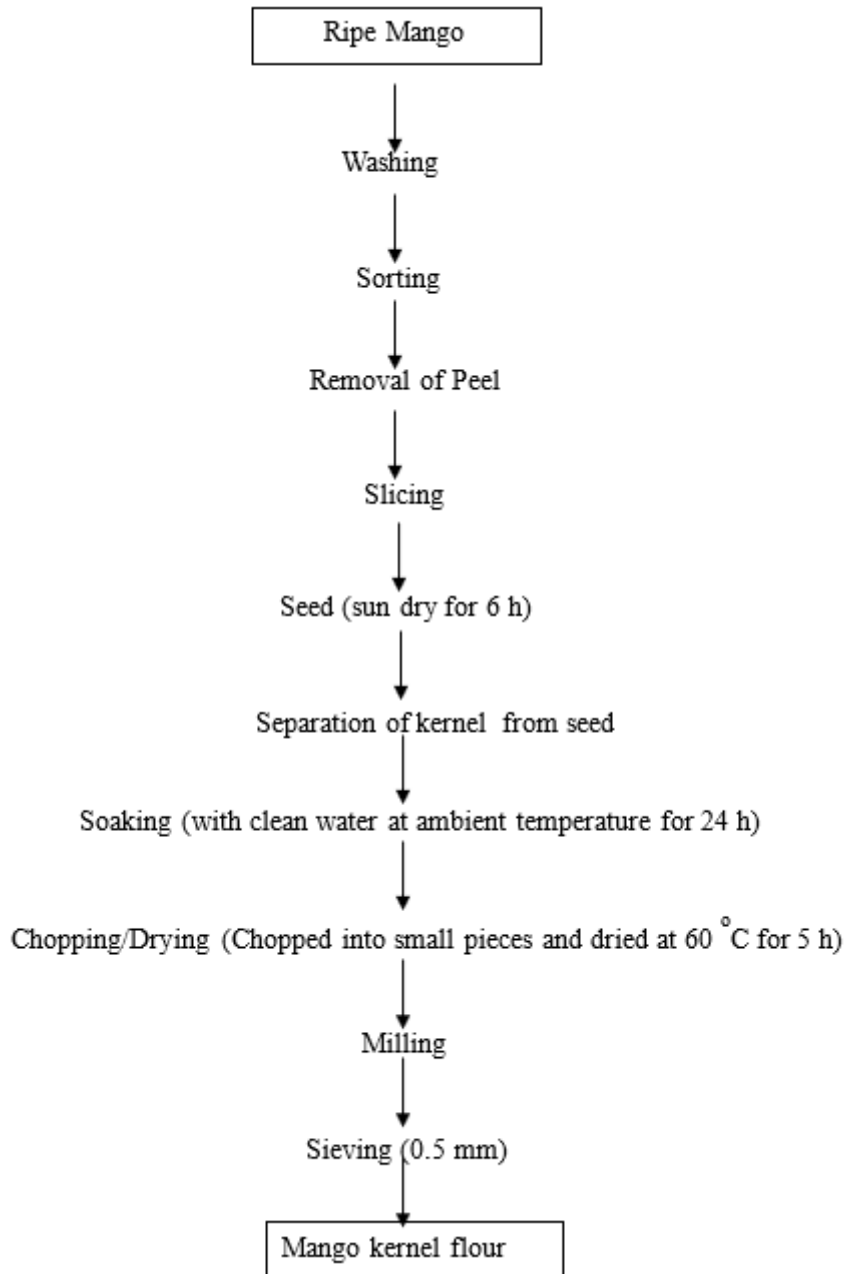 Ripe Mango
Washing
Sorting
Removal of Peel
Slicing
Seed (sun dry for 6 h)
Separation of kernel from seed
Soaking (with clean water at ambient temperature for 24 h)
Chopping/Drying (Chopped into small pieces and dried at 60 °C for 5 h)
Milling
Sieving (0.5 mm)
Mango kernel flour